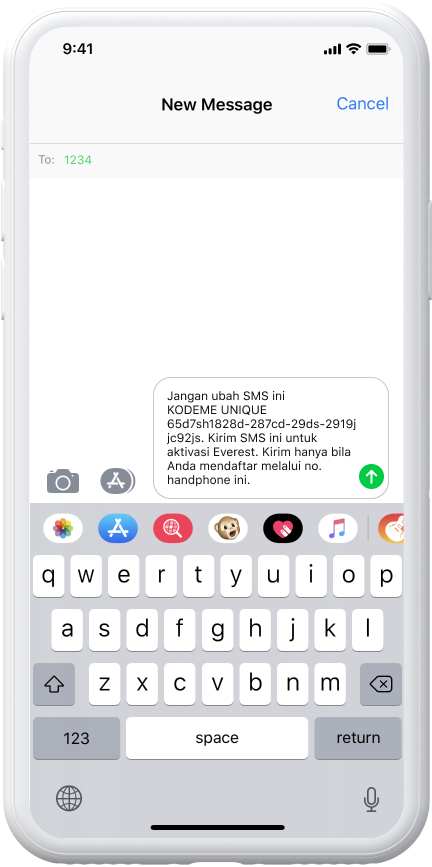 9:41
New Message
Cancel
To: 1234
Jangan ubah SMS ini
KODEME UNIQUE
65d7sh1828d-287cd-29ds-2919j
jc92js. Kirim SMS ini untuk
aktivasi Everest. Kirim hanya bila
Anda mendaftar melalui no.
handphone ini.
q w e r t y u i o p
a s d f g h j k l
z x c v b n m
123 space return